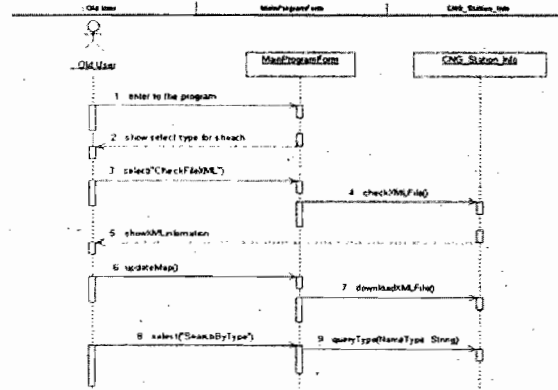 Old User MainProgramForm CNG_Station_Info
Old User MainProgramForm CNG_Station_Info
1 enter to the program
2 show select type for sheach
3 select("CheckFileXML")
4 checkXMLFile()
5 showXMLinformation
6 updateMap()
7 downloadXMLFile()
8 select("SearchByType")
9 queryType(NameType String)